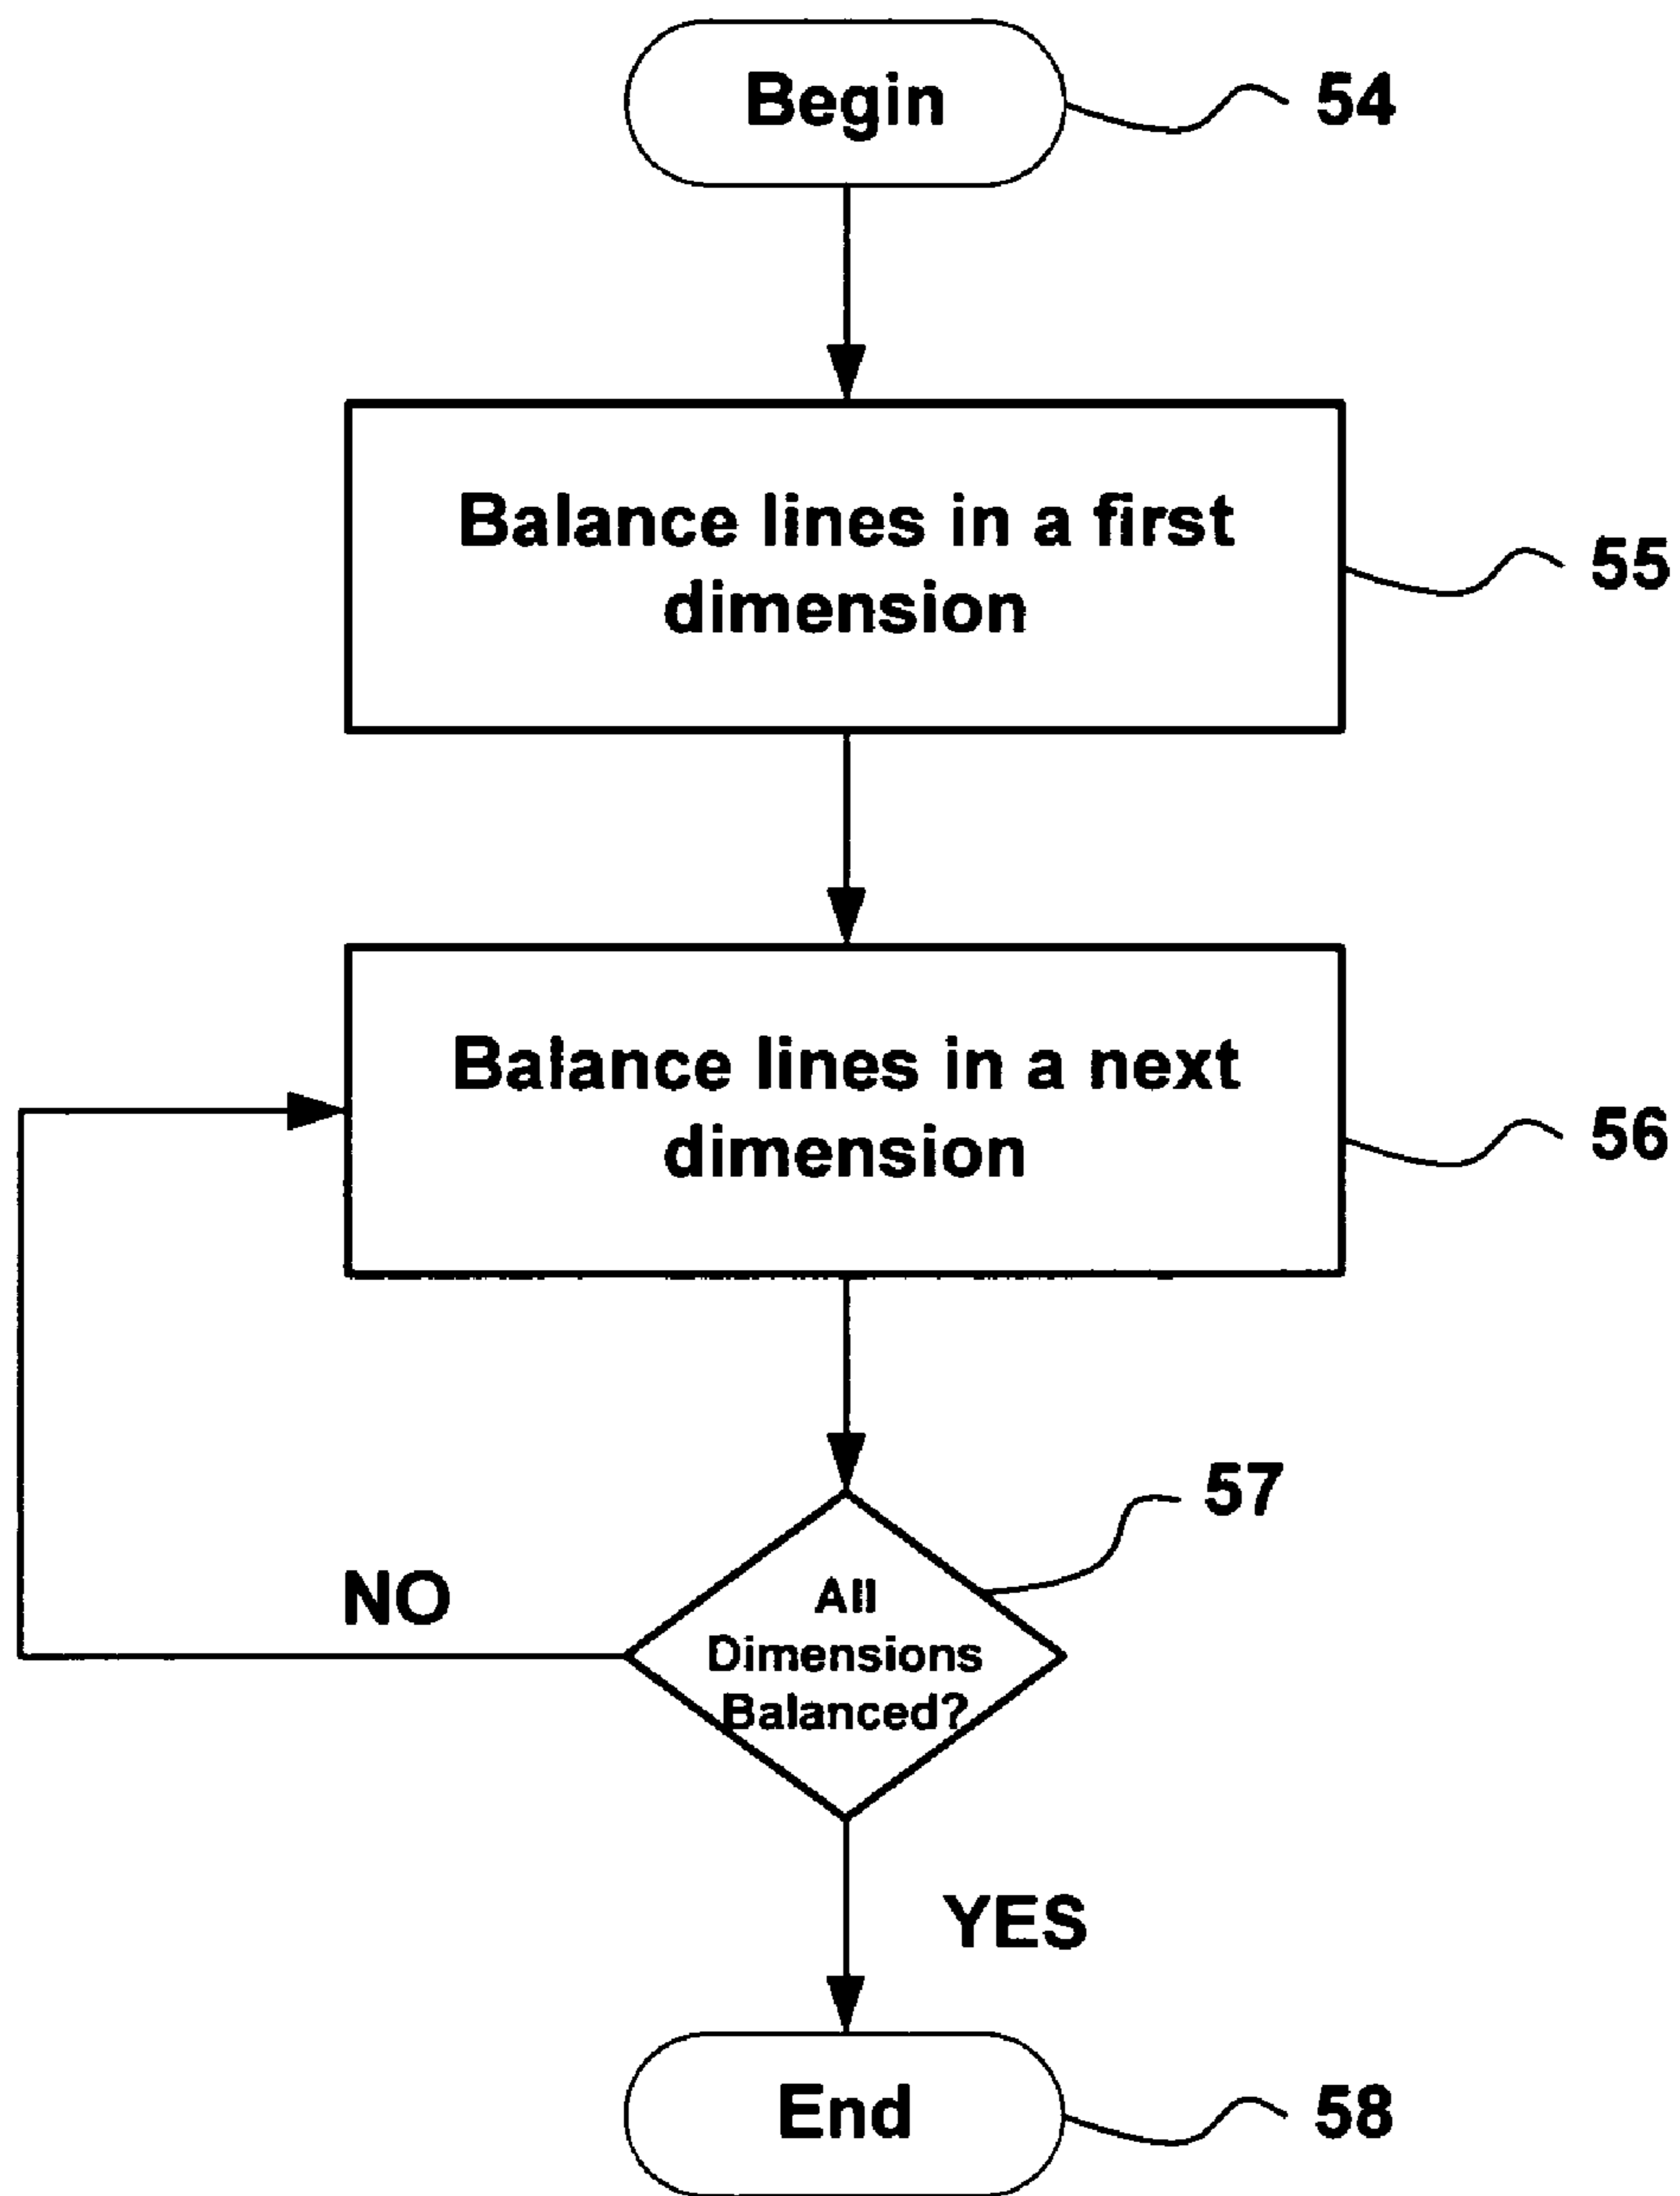 Begin
54
Balance lines in a first
dimension
55
Balance lines in a next
dimension
56
57
All
Dimensions
Balanced?
NO
YES
End
58